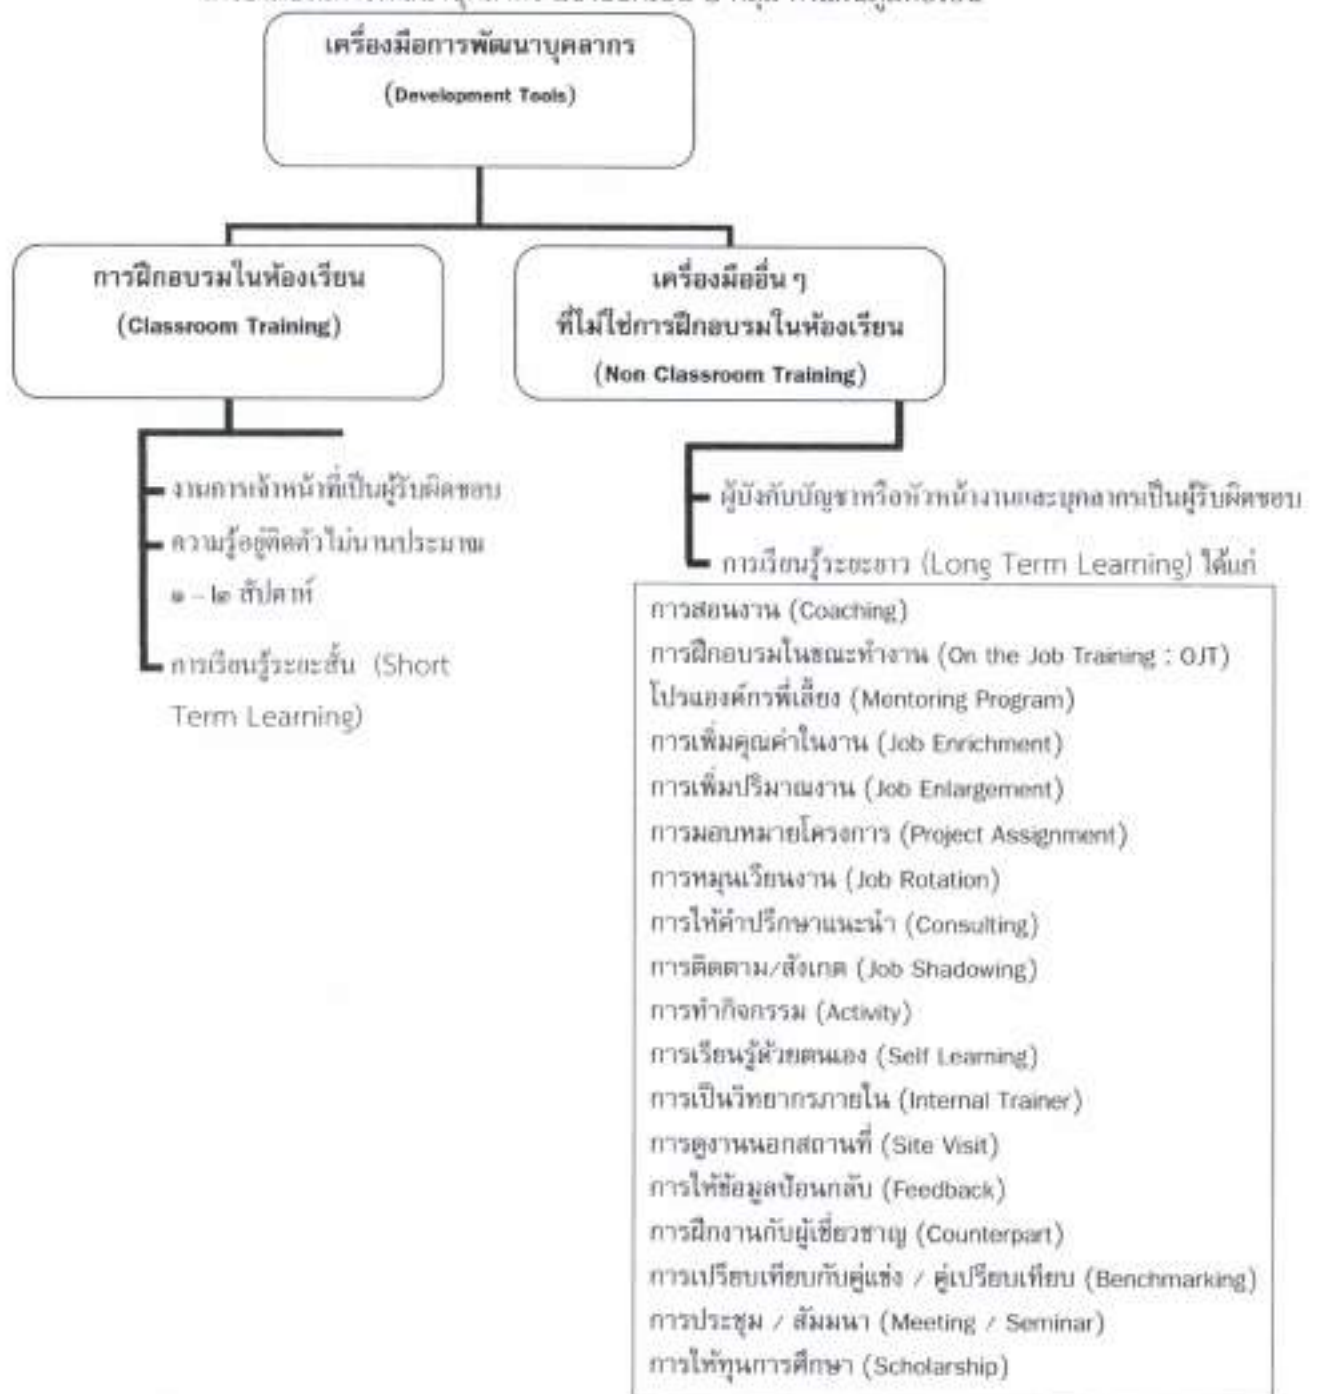 เครื่องมือการพัฒนาบุคลากร
(Development Tools)
การฝึกอบรมในห้องเรียน
(Classroom Training)
เครื่องมืออื่น ๆ
ที่ไม่ใช่การฝึกอบรมในห้องเรียน
(Non Classroom Training)
งานการเจ้าหน้าที่เป็นผู้รับผิดชอบ
ความรู้อยู่ติดตัวไม่นานประมาณ
๑ – ๒ สัปดาห์
การเรียนรู้ระยะสั้น (Short
Term Learning)
ผู้บังคับบัญชาหรือหัวหน้างานและบุคลากรเป็นผู้รับผิดชอบ
การเรียนรู้ระยะยาว (Long Term Learning) ได้แก่
การสอนงาน (Coaching)
การฝึกอบรมในขณะทำงาน (On the Job Training : OJT)
โปรแองค์กรพี่เลี้ยง (Mentoring Program)
การเพิ่มคุณค่าในงาน (Job Enrichment)
การเพิ่มปริมาณงาน (Job Enlargement)
การมอบหมายโครงการ (Project Assignment)
การหมุนเวียนงาน (Job Rotation)
การให้คำปรึกษาแนะนำ (Consulting)
การติดตาม/สังเกต (Job Shadowing)
การทำกิจกรรม (Activity)
การเรียนรู้ด้วยตนเอง (Self Learning)
การเป็นวิทยากรภายใน (Internal Trainer)
การดูงานนอกสถานที่ (Site Visit)
การให้ข้อมูลป้อนกลับ (Feedback)
การฝึกงานกับผู้เชี่ยวชาญ (Counterpart)
การเปรียบเทียบกับคู่แข่ง / คู่เปรียบเทียบ (Benchmarking)
การประชุม / สัมมนา (Meeting / Seminar)
การให้ทุนการศึกษา (Scholarship)